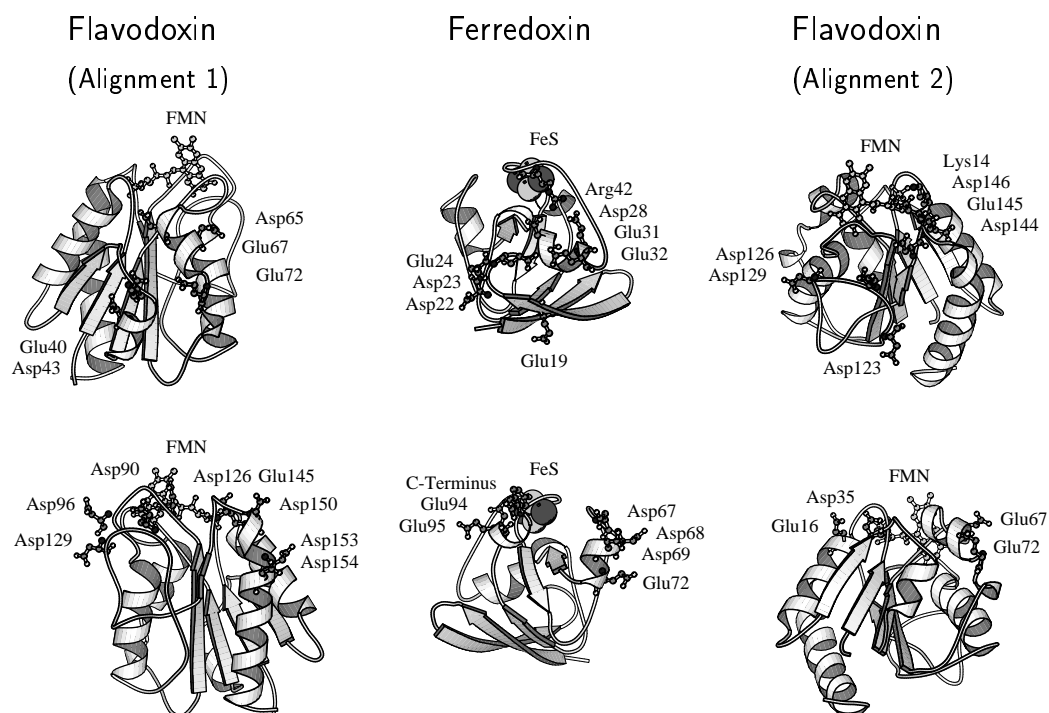 Flavodoxin
(Alignment 1)
Ferredoxin
Flavodoxin
(Alignment 2)
FMN
Asp65
Glu67
Glu72
Glu40
Asp43
FeS
Arg42
Asp28
Glu31
Glu32
Glu24
Asp23
Asp22
Glu19
FMN
Lys14
Asp146
Glu145
Asp144
Asp126
Asp129
Asp123
FMN
Asp90
Asp126
Glu145
Asp96
Asp150
Asp129
Asp153
Asp154
FeS
C-Terminus
Glu94
Glu95
Asp67
Asp68
Asp69
Glu72
FMN
Asp35
Glu16
Glu67
Glu72